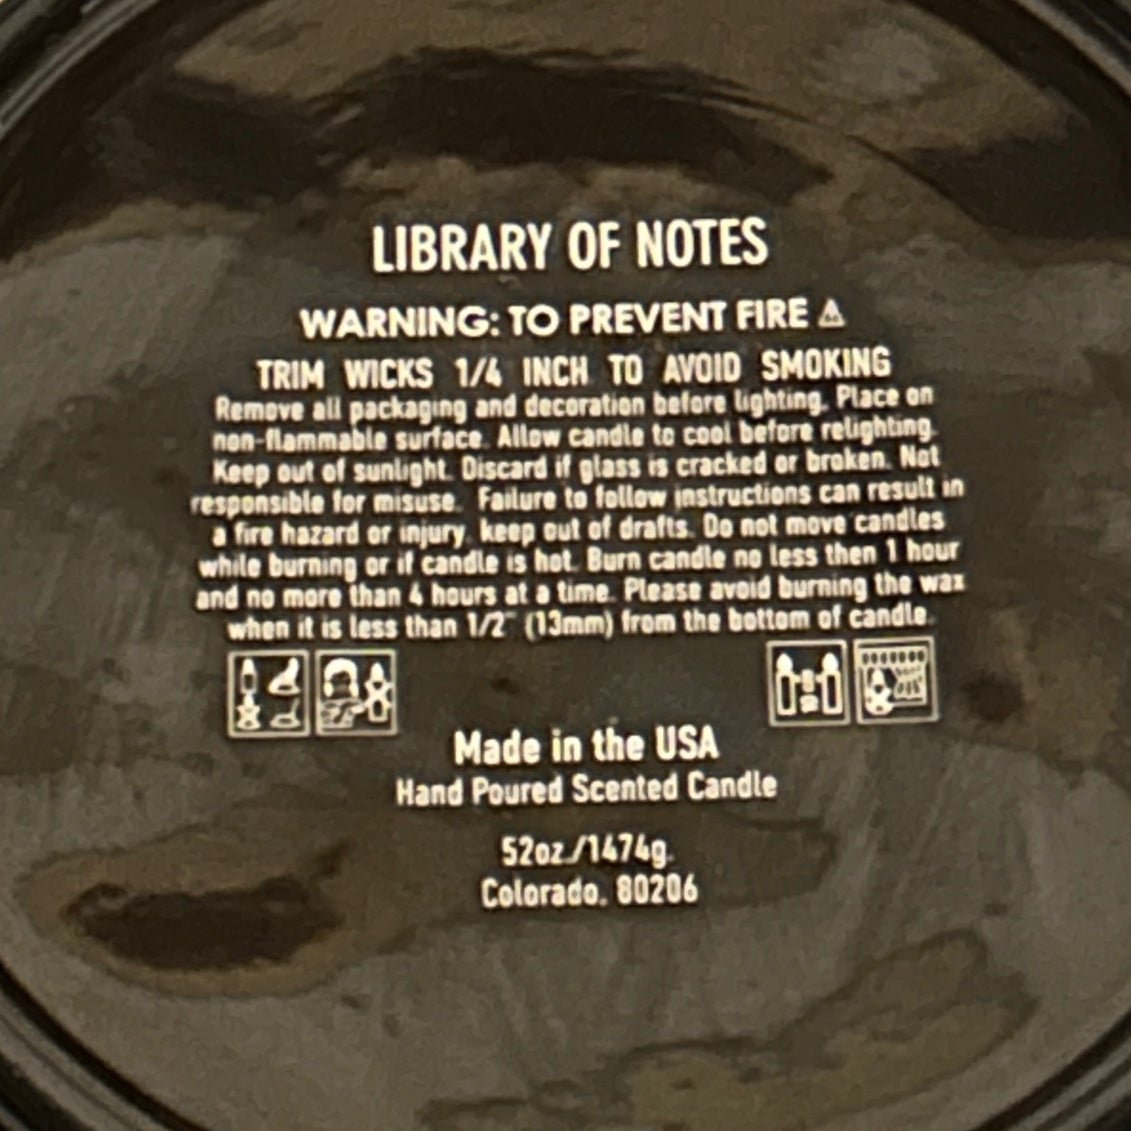 LIBRARY OF NOTES
WARNING: TO PREVENT FIRE
TRIM WICKS 1/4 INCH TO AVOID SMOKING
Remove all packaging and decoration before lighting. Place on
non-flammable surface. Allow candle to cool before relighting.
Keep out of sunlight. Discard if glass is cracked or broken. Not
responsible for misuse. Failure to follow instructions can result in
a fire hazard or injury. keep out of drafts. Do not move candles
while burning or if candle is hot. Burn candle no less then 1 hour
and no more than 4 hours at a time. Please avoid burning the wax
when it is less than 1/2" (13mm) from the bottom of candle.
Made in the USA
Hand Poured Scented Candle
52oz./1474g.
Colorado. 80206